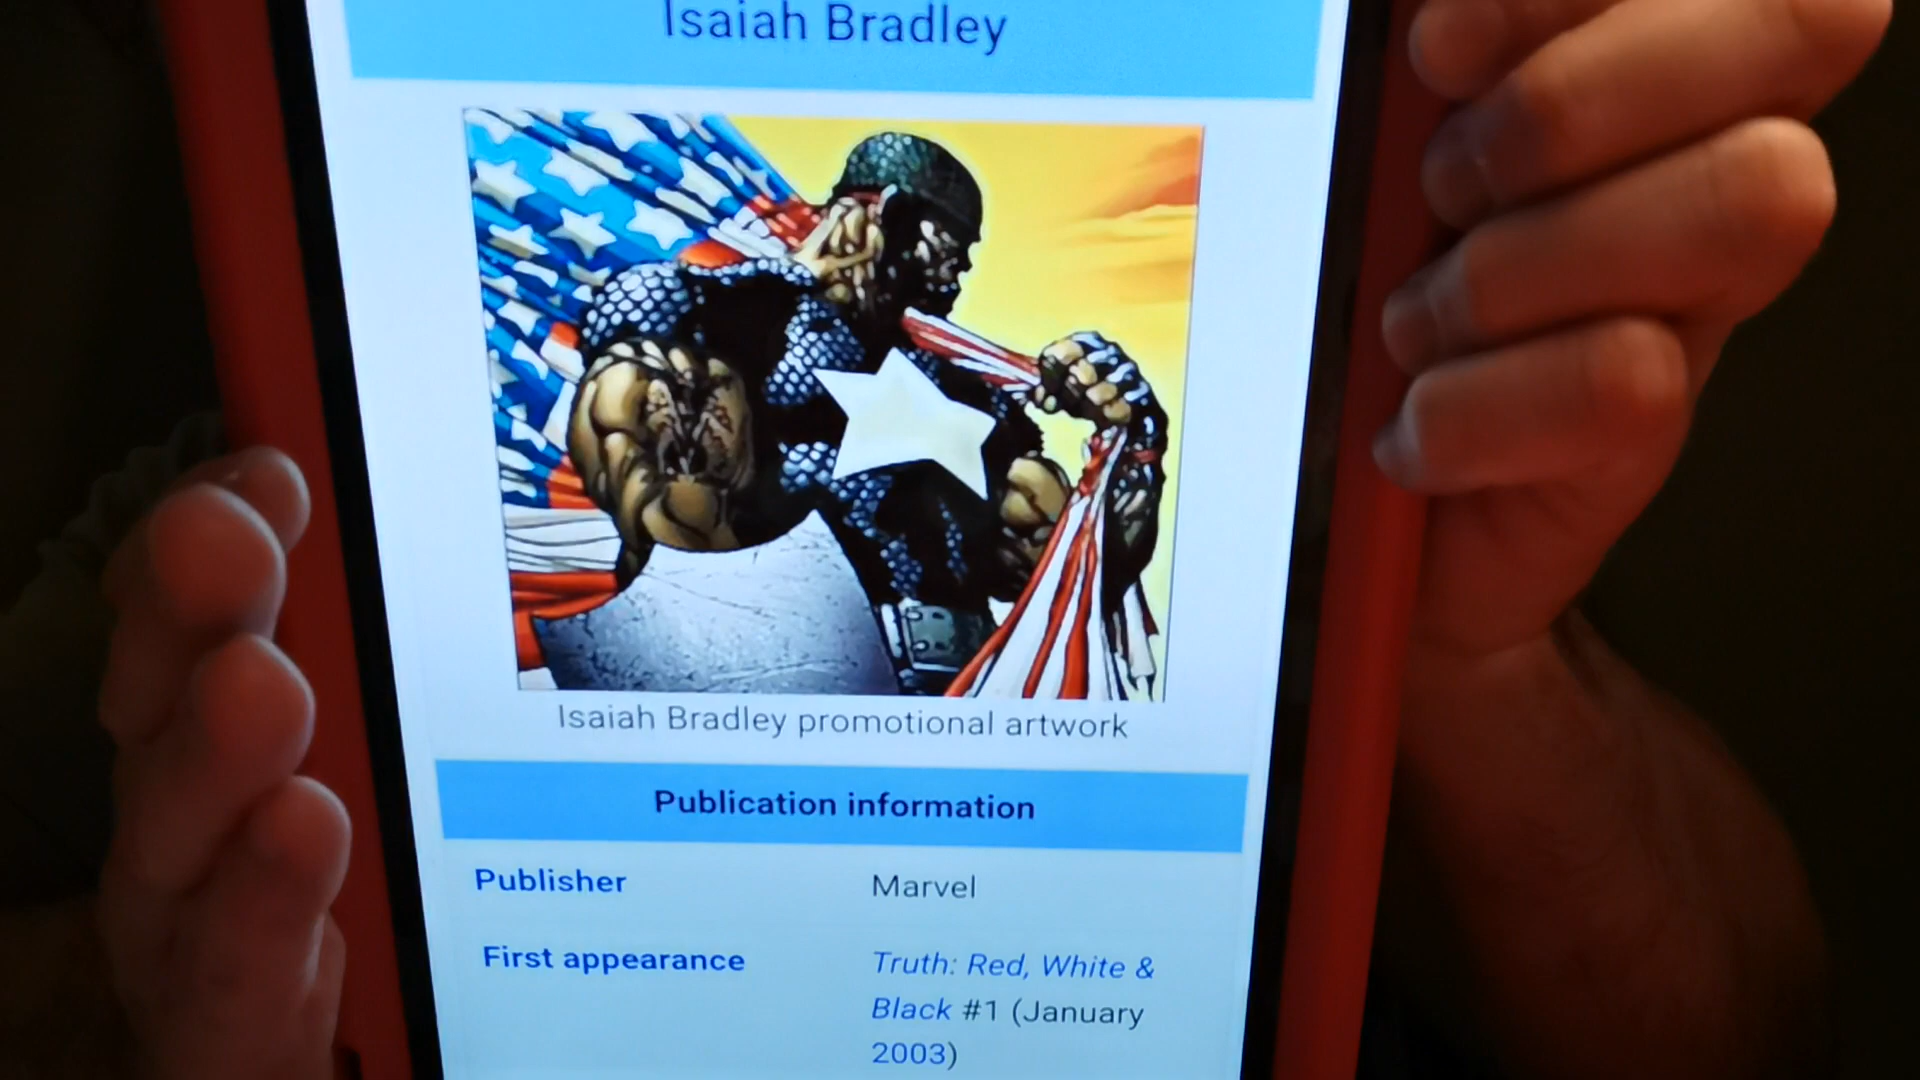 Isaiah Bradley
Isaiah Bradley promotional artwork
Publication information
Publisher Marvel
First appearance Truth: Red, White &
Black #1 (January
2003)